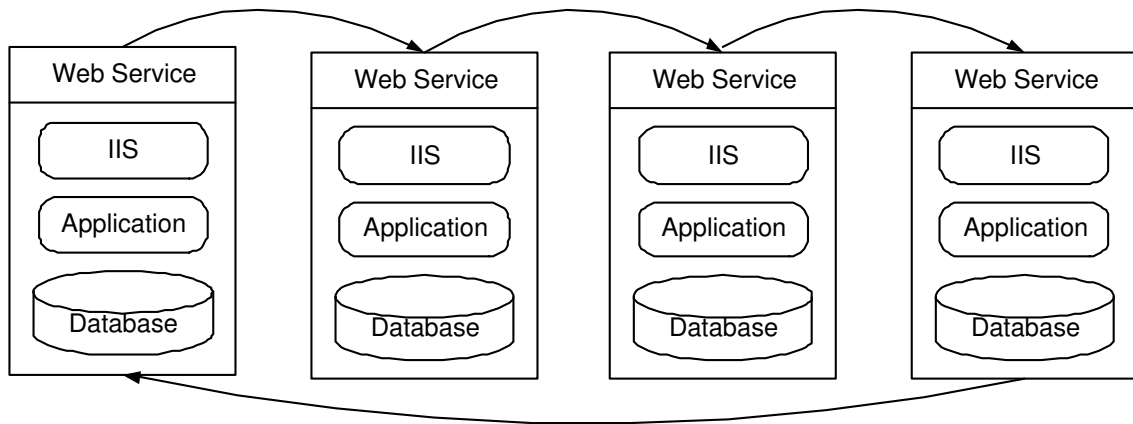 Web Service
IIS
Application
Database
Web Service
IIS
Application
Database
Web Service
IIS
Application
Database
Web Service
IIS
Application
Database